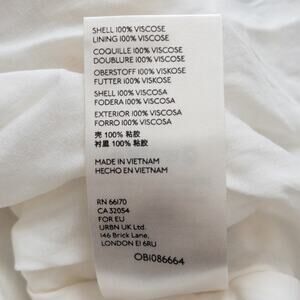 SHELL 100% VISCOSE
LINING 100% VISCOSE
COQUILLE 100% VISCOSE
DOUBLURE 100% VISCOSE
OBERSTOFF 100% VISKOSE
FUTTER 100% VISKOSE
SHELL 100% VISCOSA
FODERA 100% VISCOSA
EXTERIOR 100% VISCOSA
FORRO 100% VISCOSA
壳 100% 粘胶
衬里 100% 粘胶
MADE IN VIETNAM
HECHO EN VIETNAM
RN 66170
CA 32054
FOR EU
URBN UK Ltd.
146 Brick Lane,
LONDON E1 6RU
OB1086664